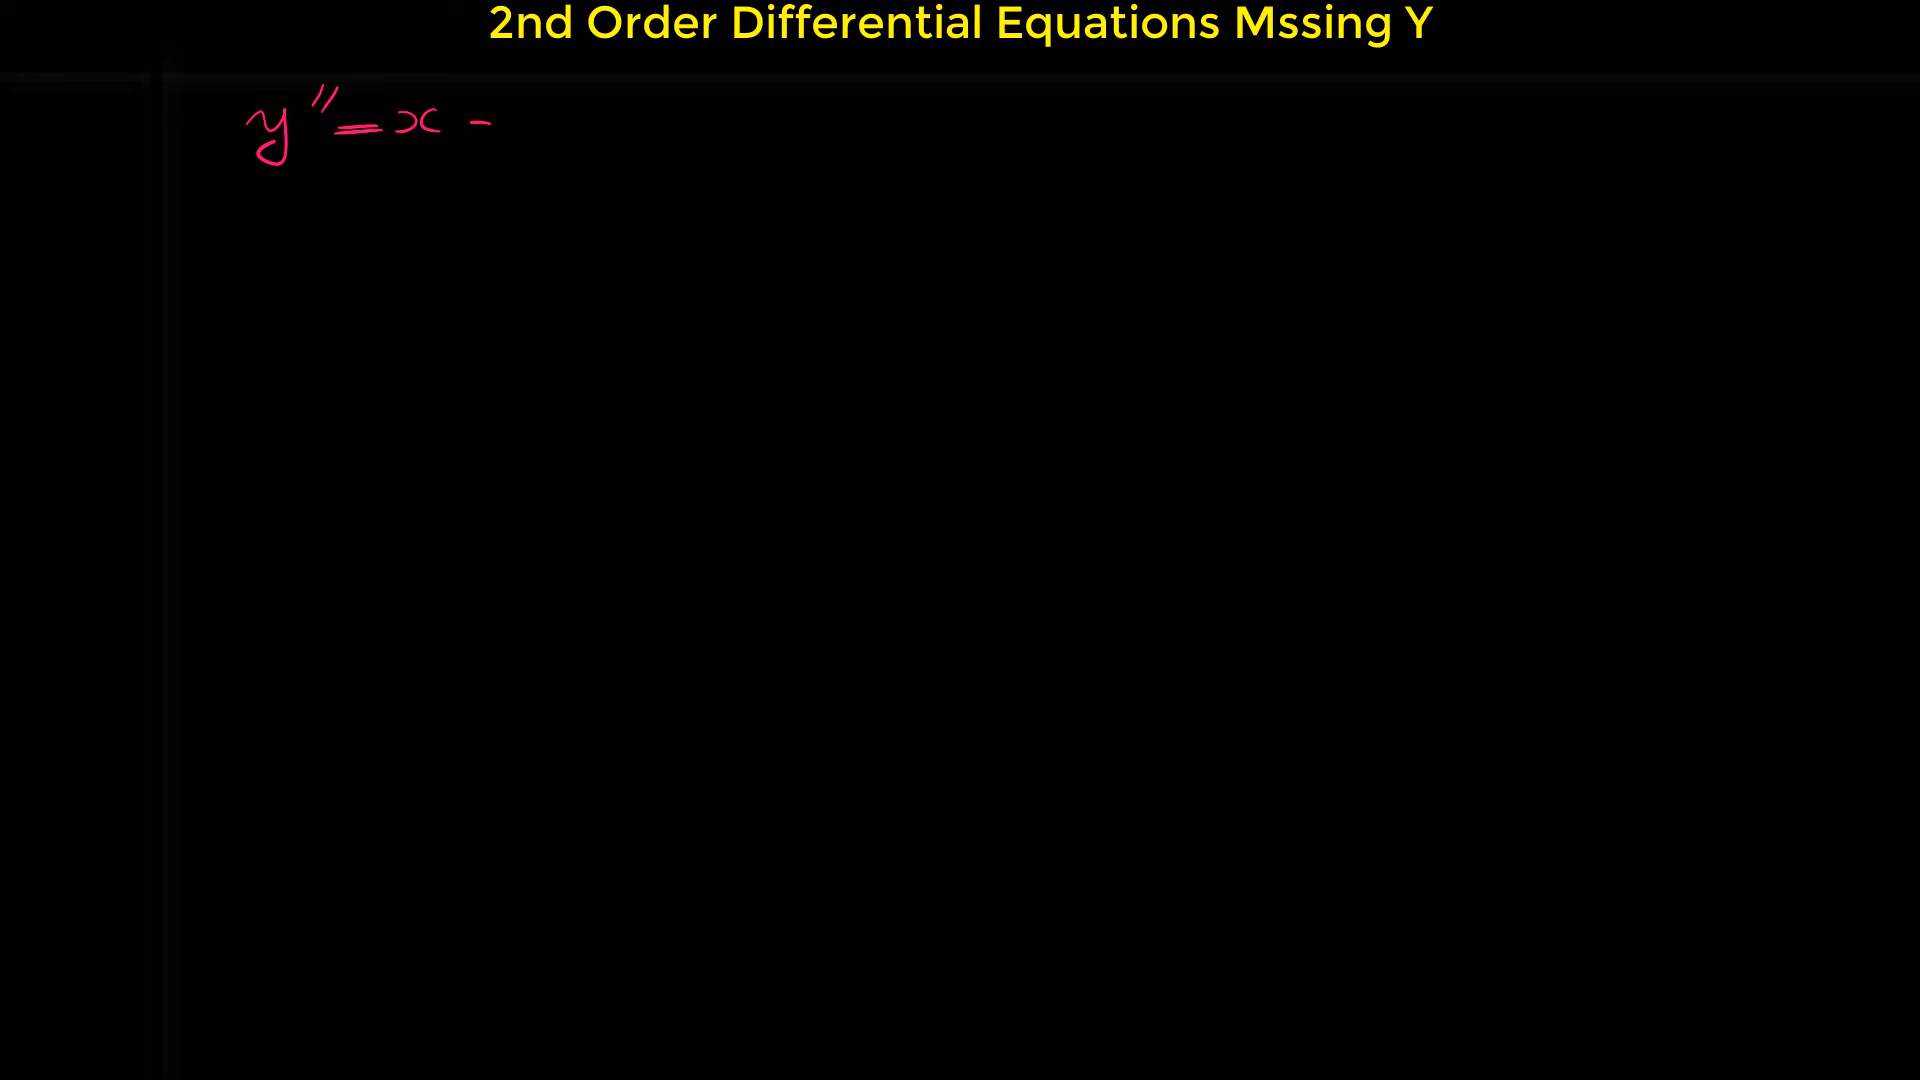 2nd Order Differential Equations Mssing Y
y'' = x -